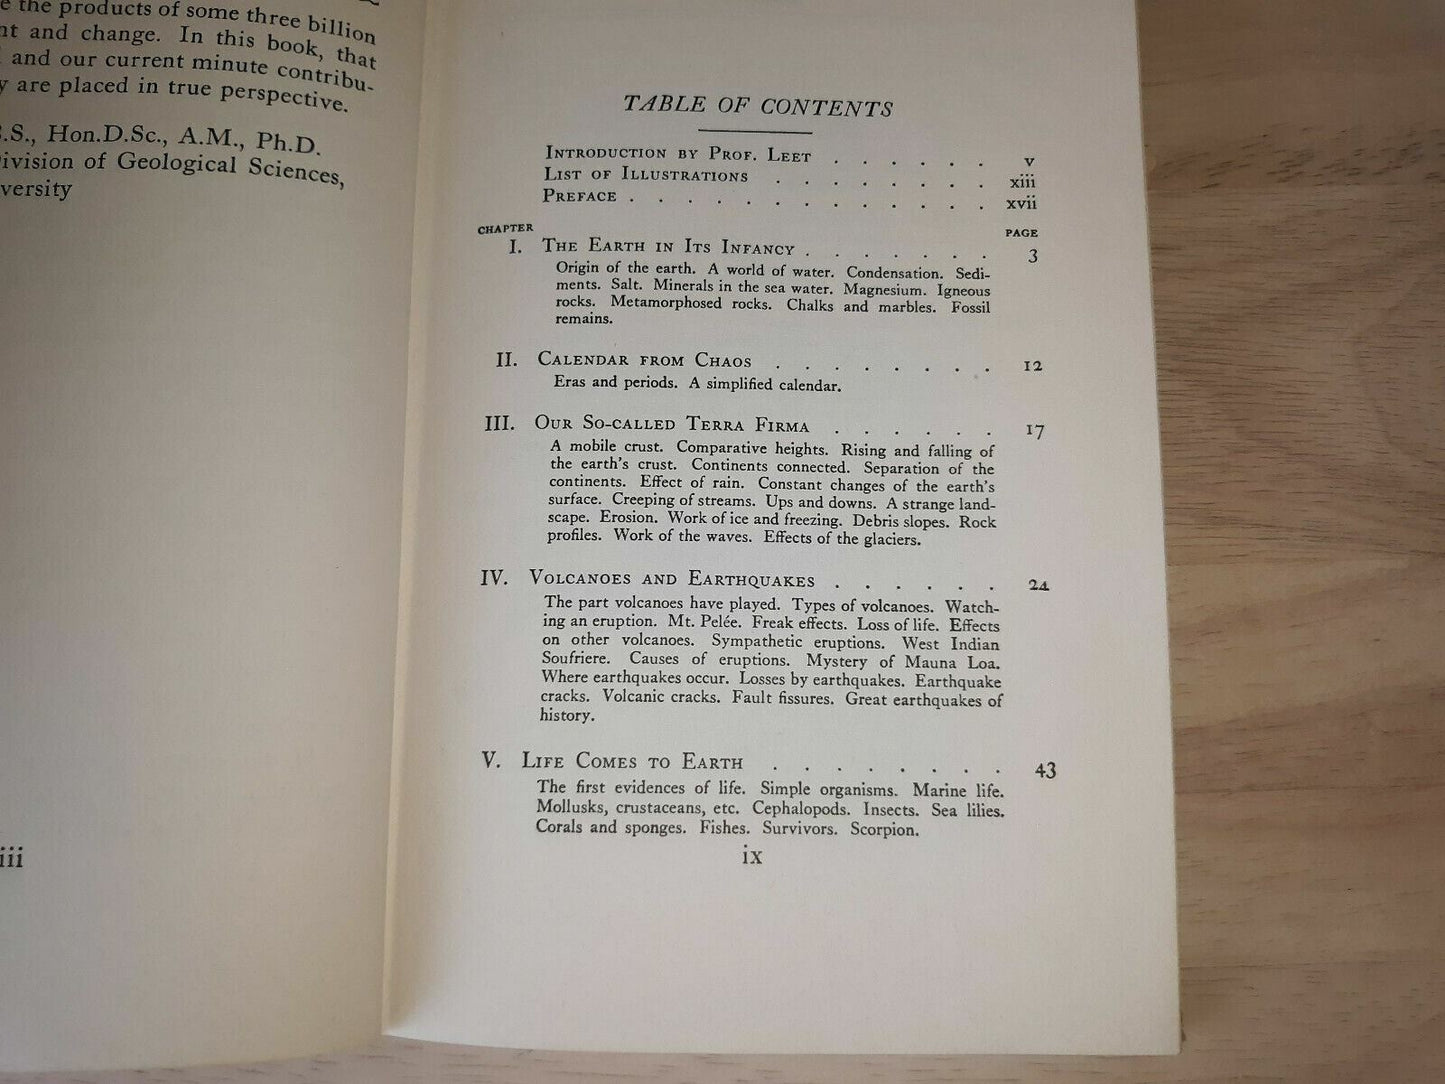 the products of some three billion
and change. In this book, that
and our current minute contribu-
are placed in true perspective.
Hon.D.Sc., A.M., Ph.D.
of Geological Sciences,
iii
TABLE OF CONTENTS
INTRODUCTION BY PROF. LEET . . . . . . v
LIST OF ILLUSTRATIONS . . . . . . . . xiii
PREFACE . . . . . . . . . . . . . xvii
CHAPTER PAGE
I. THE EARTH IN ITS INFANCY . . . . . . . 3
Origin of the earth. A world of water. Condensation. Sedi-
ments. Salt. Minerals in the sea water. Magnesium. Igneous
rocks. Metamorphosed rocks. Chalks and marbles. Fossil
remains.
II. CALENDAR FROM CHAOS . . . . . . . . 12
Eras and periods. A simplified calendar.
III. OUR SO-CALLED TERRA FIRMA . . . . . . 17
A mobile crust. Comparative heights. Rising and falling of
the earth's crust. Continents connected. Separation of the
continents. Effect of rain. Constant changes of the earth's
surface. Creeping of streams. Ups and downs. A strange land-
scape. Erosion. Work of ice and freezing. Debris slopes. Rock
profiles. Work of the waves. Effects of the glaciers.
IV. VOLCANOES AND EARTHQUAKES . . . . . . 24
The part volcanoes have played. Types of volcanoes. Watch-
ing an eruption. Mt. Pelée. Freak effects. Loss of life. Effects
on other volcanoes. Sympathetic eruptions. West Indian
Soufriere. Causes of eruptions. Mystery of Mauna Loa.
Where earthquakes occur. Losses by earthquakes. Earthquake
cracks. Volcanic cracks. Fault fissures. Great earthquakes of
history.
V. LIFE COMES TO EARTH . . . . . . . . 43
The first evidences of life. Simple organisms. Marine life.
Mollusks, crustaceans, etc. Cephalopods. Insects. Sea lilies.
Corals and sponges. Fishes. Survivors. Scorpion.
ix